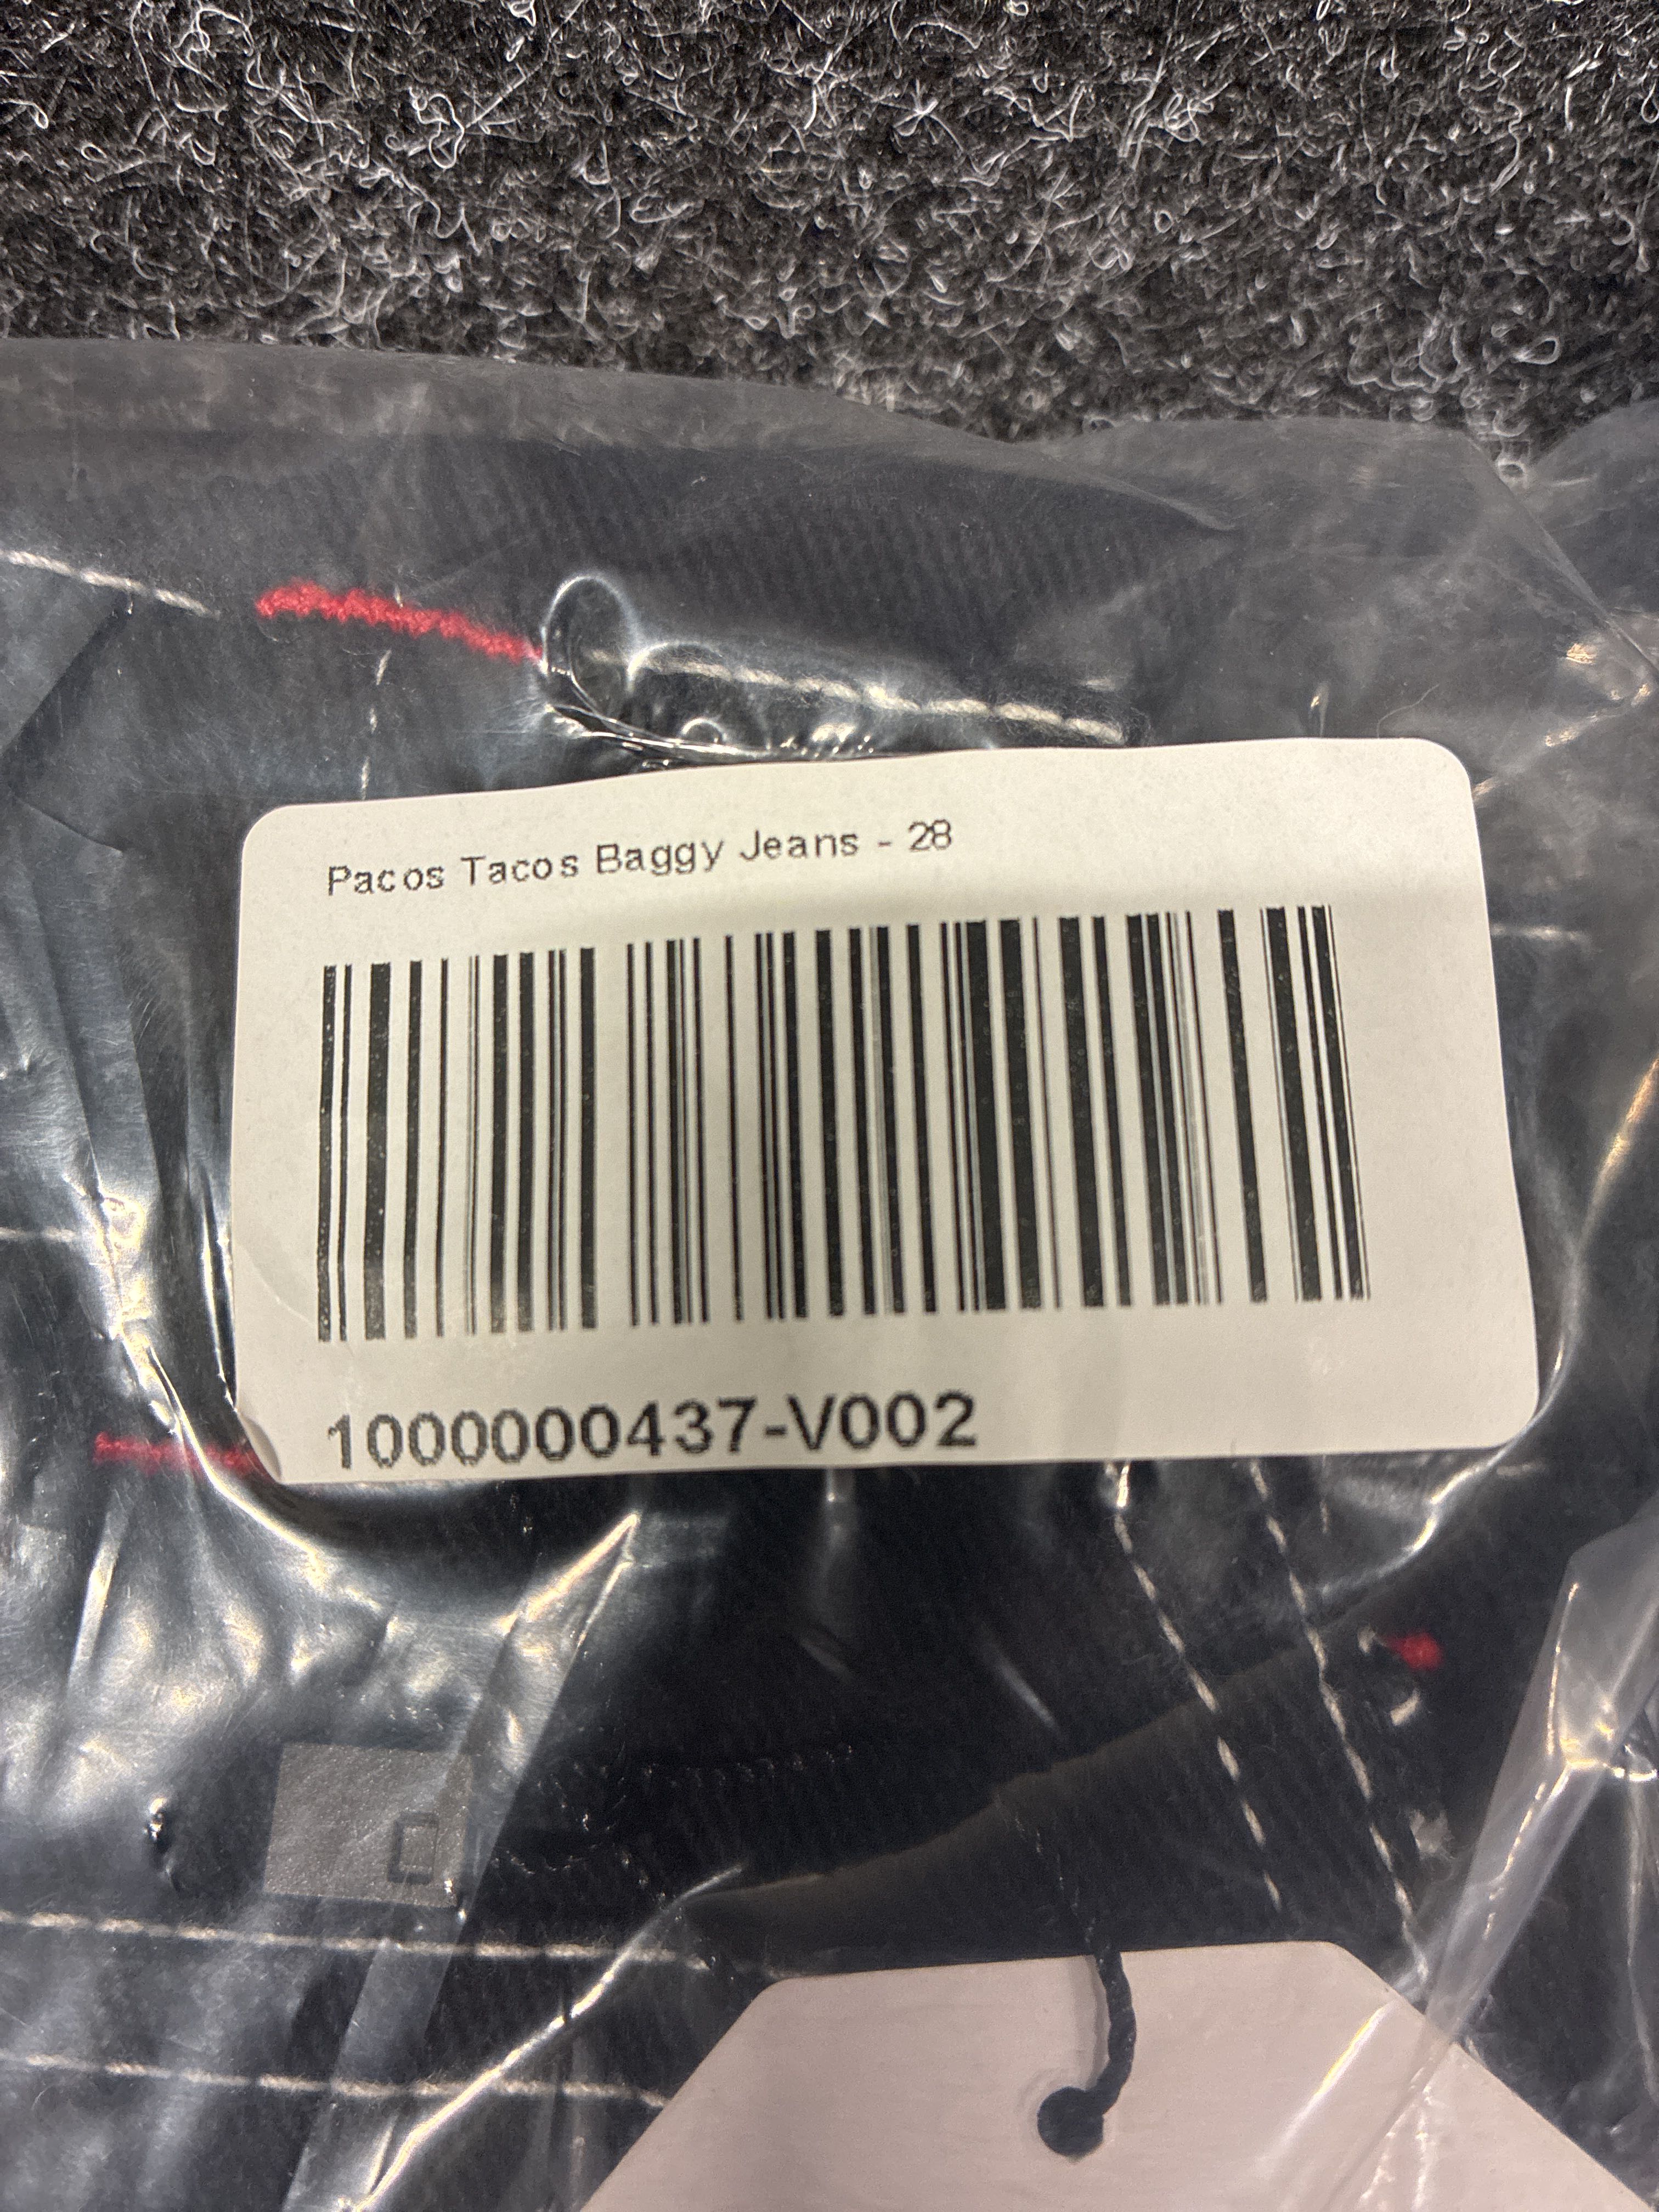 Pacos Tacos Baggy Jeans - 28
1000000437-V002